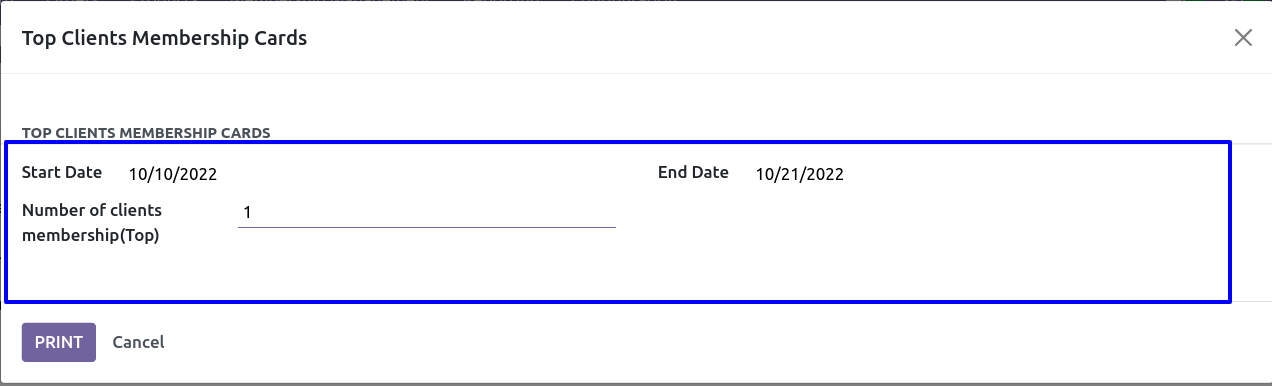 Top Clients Membership Cards
TOP CLIENTS MEMBERSHIP CARDS
Start Date 10/10/2022 End Date 10/21/2022
Number of clients 1
membership(Top)
PRINT Cancel